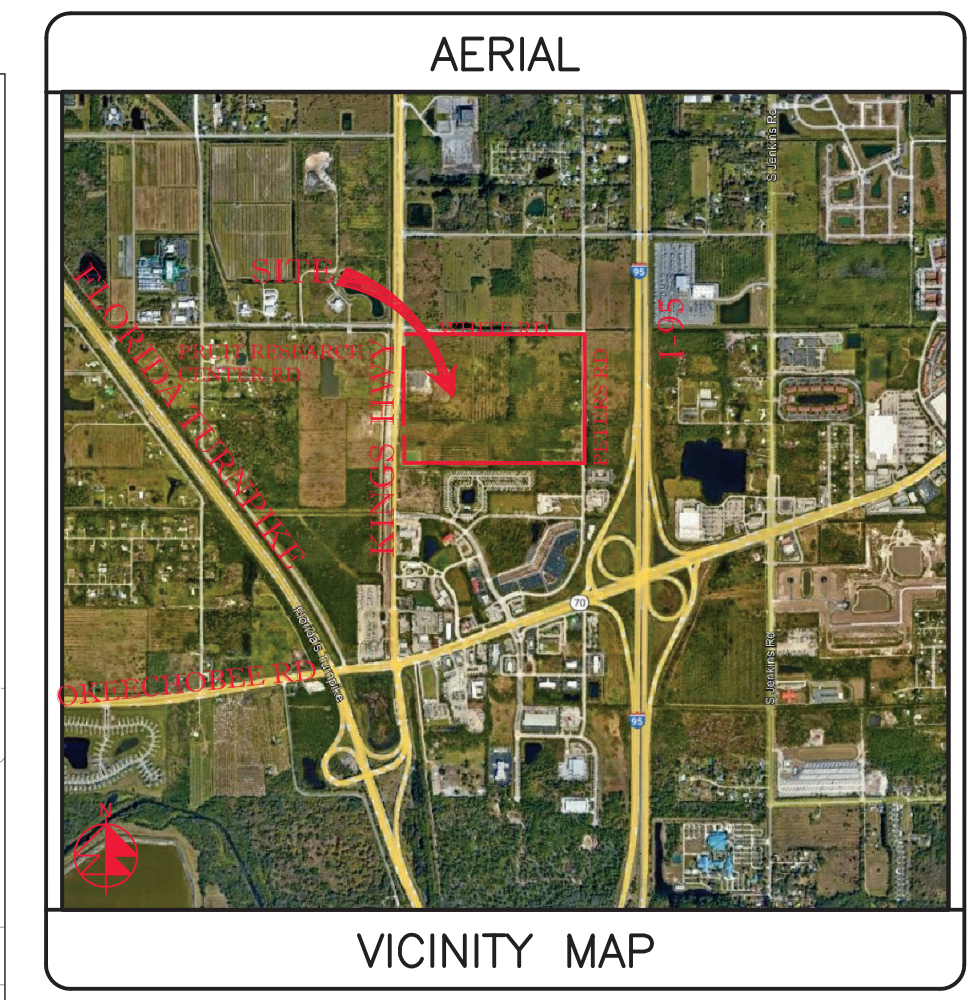 AERIAL
S Jenkins Rd
SITE
95
FLORIDA TURNPIKE
I-95
WHITE RD
KINGS HWY
RESEARCH
CENTER RD
PETERS RD
70
Florida's Turnpike
OKEECHOBEE RD
S Jenkins Rd
95
N
VICINITY MAP